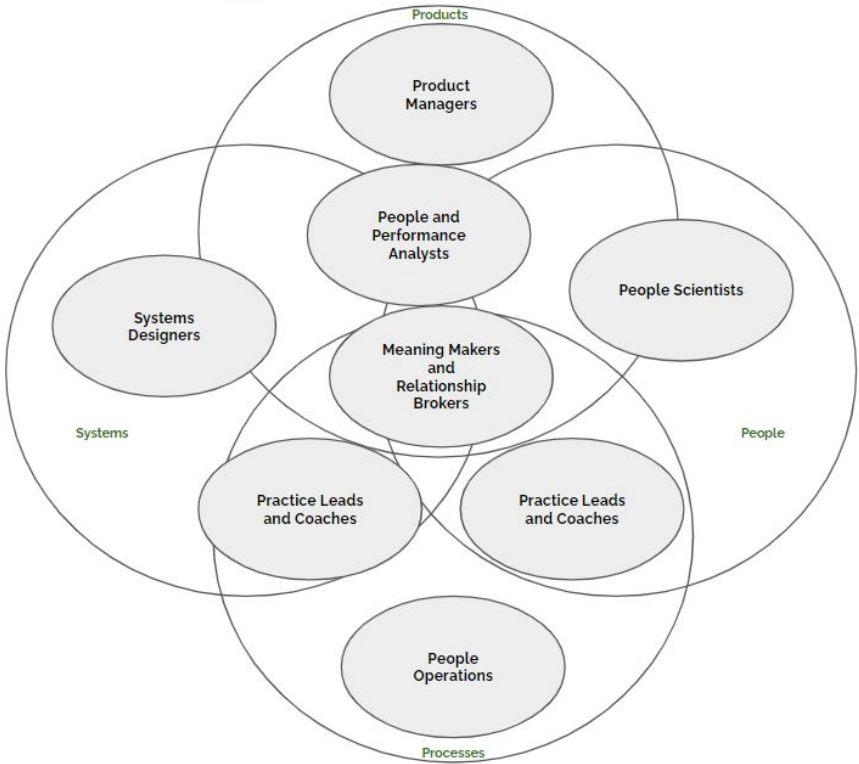 Products
Product
Managers
People and
Performance
Analysts
People Scientists
Systems
Designers
Meaning Makers
and
Relationship
Brokers
Systems
People
Practice Leads
and Coaches
Practice Leads
and Coaches
People
Operations
Processes